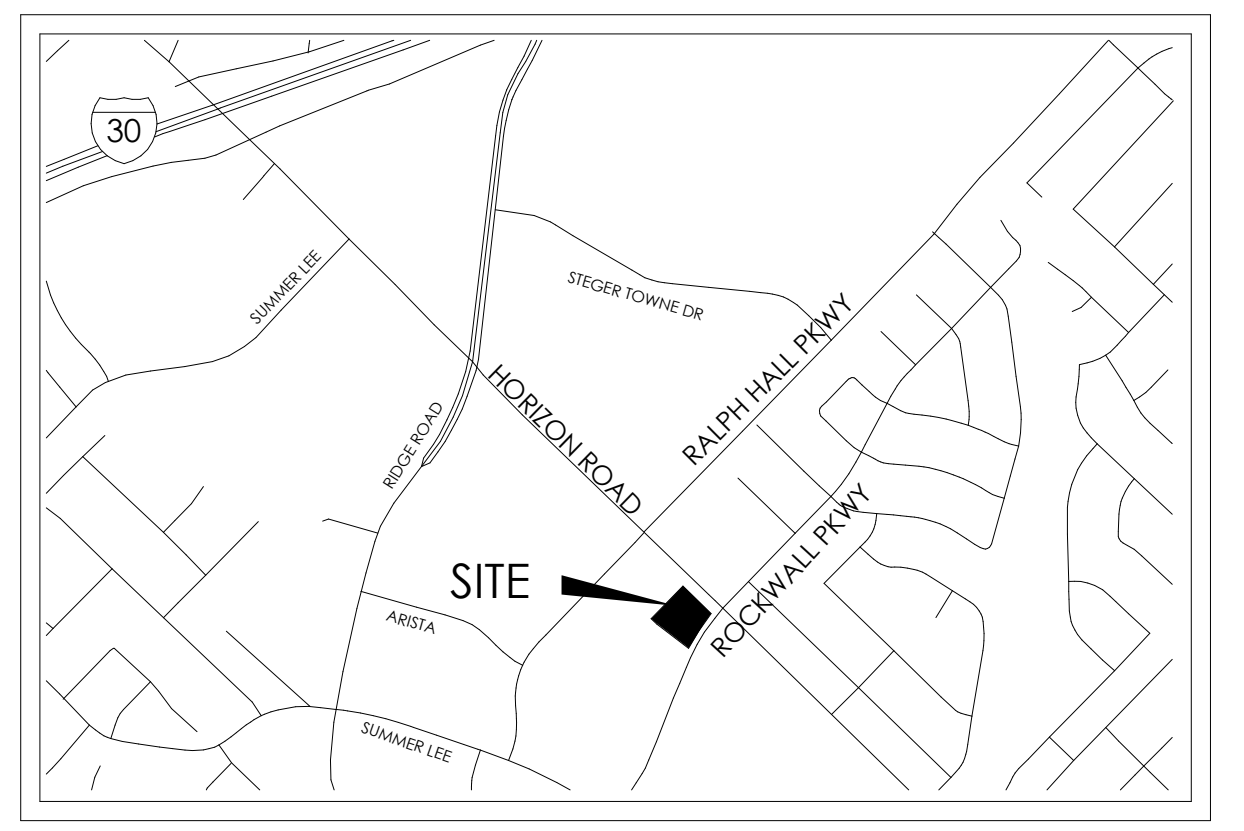 30
SUMMER LEE
STEGER TOWNE DR
RALPH HALL PKWY
HORIZON ROAD
RIDGE ROAD
ROCKWALL PKWY
SITE
ARISTA
SUMMER LEE